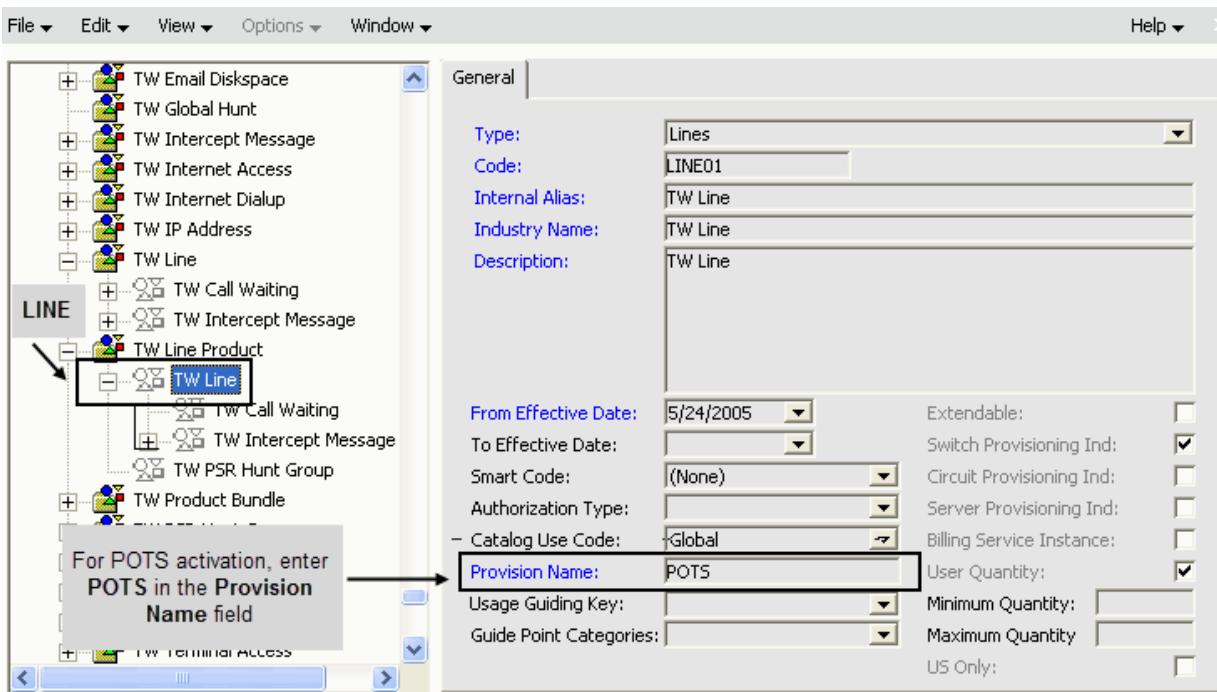 File Edit View Options Window Help
TW Email Diskspace
TW Global Hunt
TW Intercept Message
TW Internet Access
TW Internet Dialup
TW IP Address
TW Line
TW Call Waiting
TW Intercept Message
LINE
TW Line Product
TW Line
TW Call Waiting
TW Intercept Message
TW PSR Hunt Group
TW Product Bundle
For POTS activation, enter
POTS in the Provision
Name field
TW Terminal Access
General
Type: Lines
Code: LINE01
Internal Alias: TW Line
Industry Name: TW Line
Description: TW Line
From Effective Date: 5/24/2005 Extendable:
To Effective Date: Switch Provisioning Ind:
Smart Code: (None) Circuit Provisioning Ind:
Authorization Type: Server Provisioning Ind:
Catalog Use Code: Global Billing Service Instance:
Provision Name: POTS User Quantity:
Usage Guiding Key: Minimum Quantity:
Guide Point Categories: Maximum Quantity
US Only: